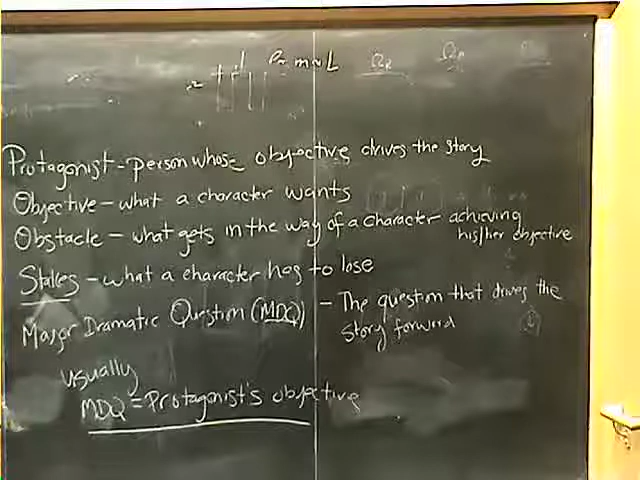 Protagonist - person whose objective drives the story
Objective - what a character wants
Obstacle - what gets in the way of a character achieving
his/her objective
Stakes - what a character has to lose
Major Dramatic Question (MDQ) - The question that drives the
story forward
usually
MDQ = Protagonist's objective